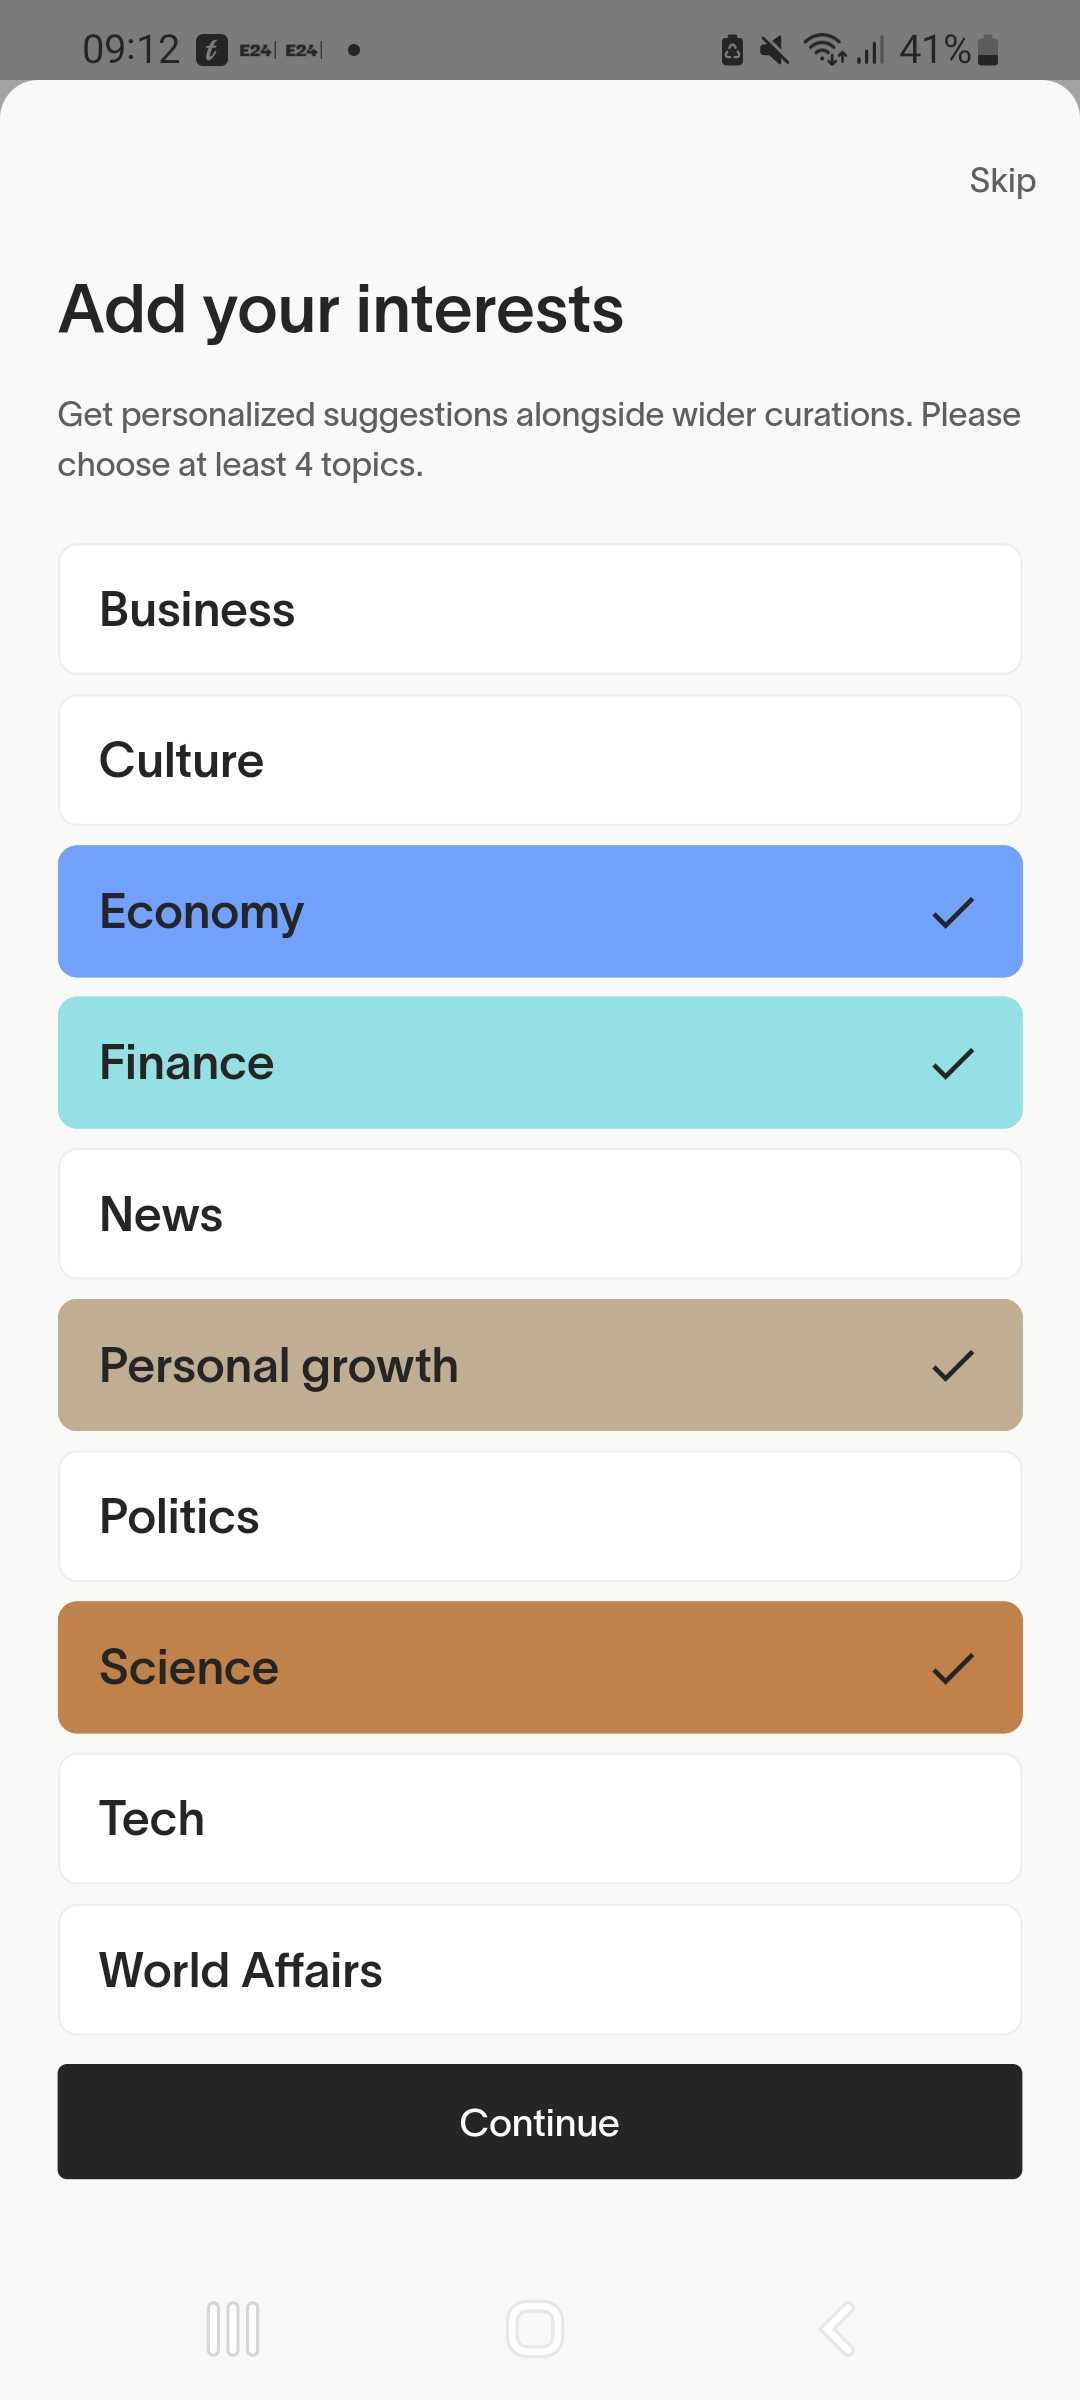 09:12 t E24 E24 41%
Skip
Add your interests
Get personalized suggestions alongside wider curations. Please
choose at least 4 topics.
Business
Culture
Economy
Finance
News
Personal growth
Politics
Science
Tech
World Affairs
Continue